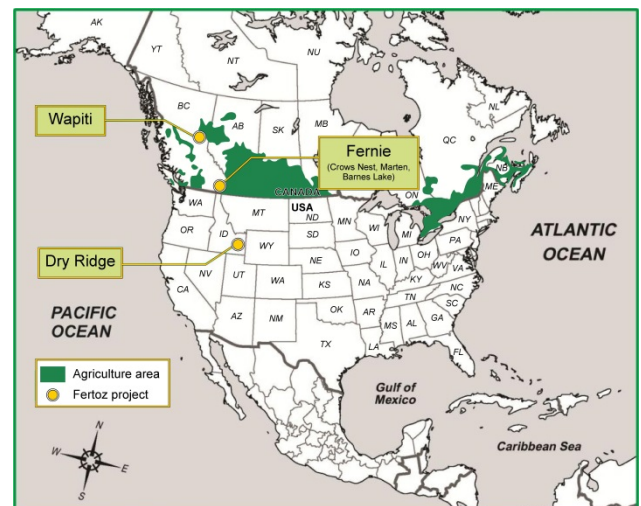 AK
YT
NT
NU
BC
AB
SK
MB
QC
NL
ON
NB
ME
Wapiti
Fernie
(Crows Nest, Marten,
Barnes Lake)
CANADA
USA
WA
MT
ND
MN
OR
ID
SD
WI
MI
NY
WY
Dry Ridge
NE
IO
IL
IN
OH
PA
NV
UT
WA
KS
NA
KY
WV
VA
CA
NC
TN
AZ
NM
OK
AR
SC
MS
AL
GA
TX
LA
FL
ATLANTIC
OCEAN
PACIFIC
OCEAN
Agriculture area
Fertoz project
Gulf of
Mexico
Caribbean Sea
N
W
E
S